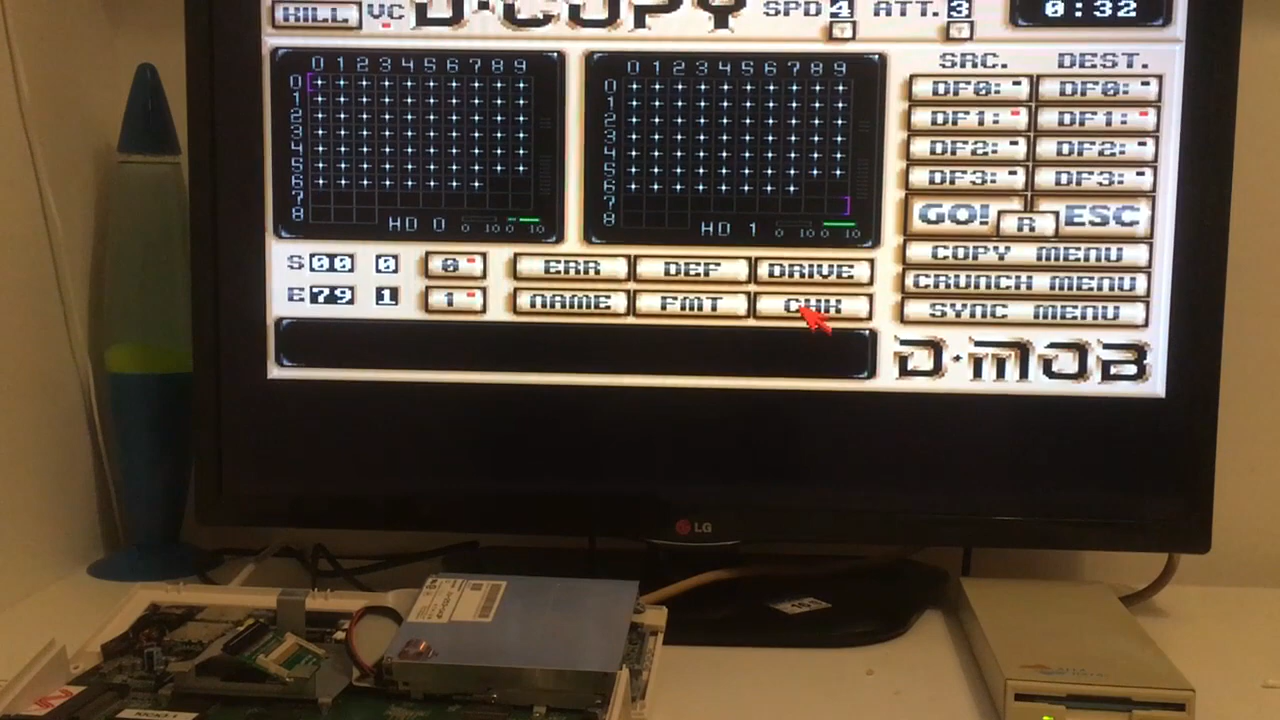 KILL VC D-COPY SPD 4 ATT. 3 0:32
0 1 2 3 4 5 6 7 8 9
0
1
2
3
4
5
6
7
8
HD 0 0 10 0 10
0 1 2 3 4 5 6 7 8 9
0
1
2
3
4
5
6
7
8
HD 1 0 10 0 10
SRC. DEST.
DF0: DF0:
DF1: DF1:
DF2: DF2:
DF3: DF3:
GO! R ESC
COPY MENU
CRUNCH MENU
SYNC MENU
S 00 0 0 ERR DEF DRIVE
E 79 1 1 NAME FMT CHK
D-MOB
LG